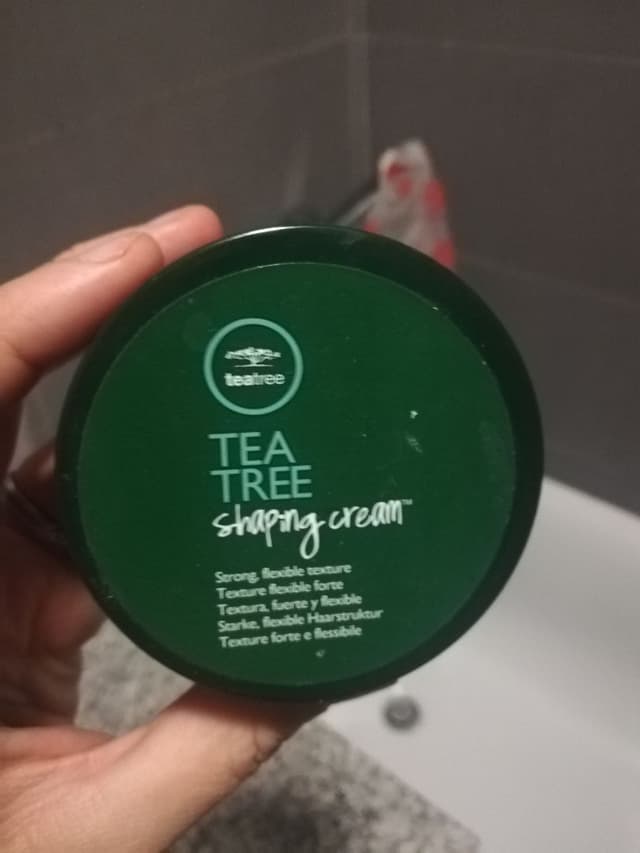 teatree
TEA
TREE
shaping cream™
Strong, flexible texture
Texture flexible forte
Textura, fuerte y flexible
Starke, flexible Haarstruktur
Texture forte e flessibile